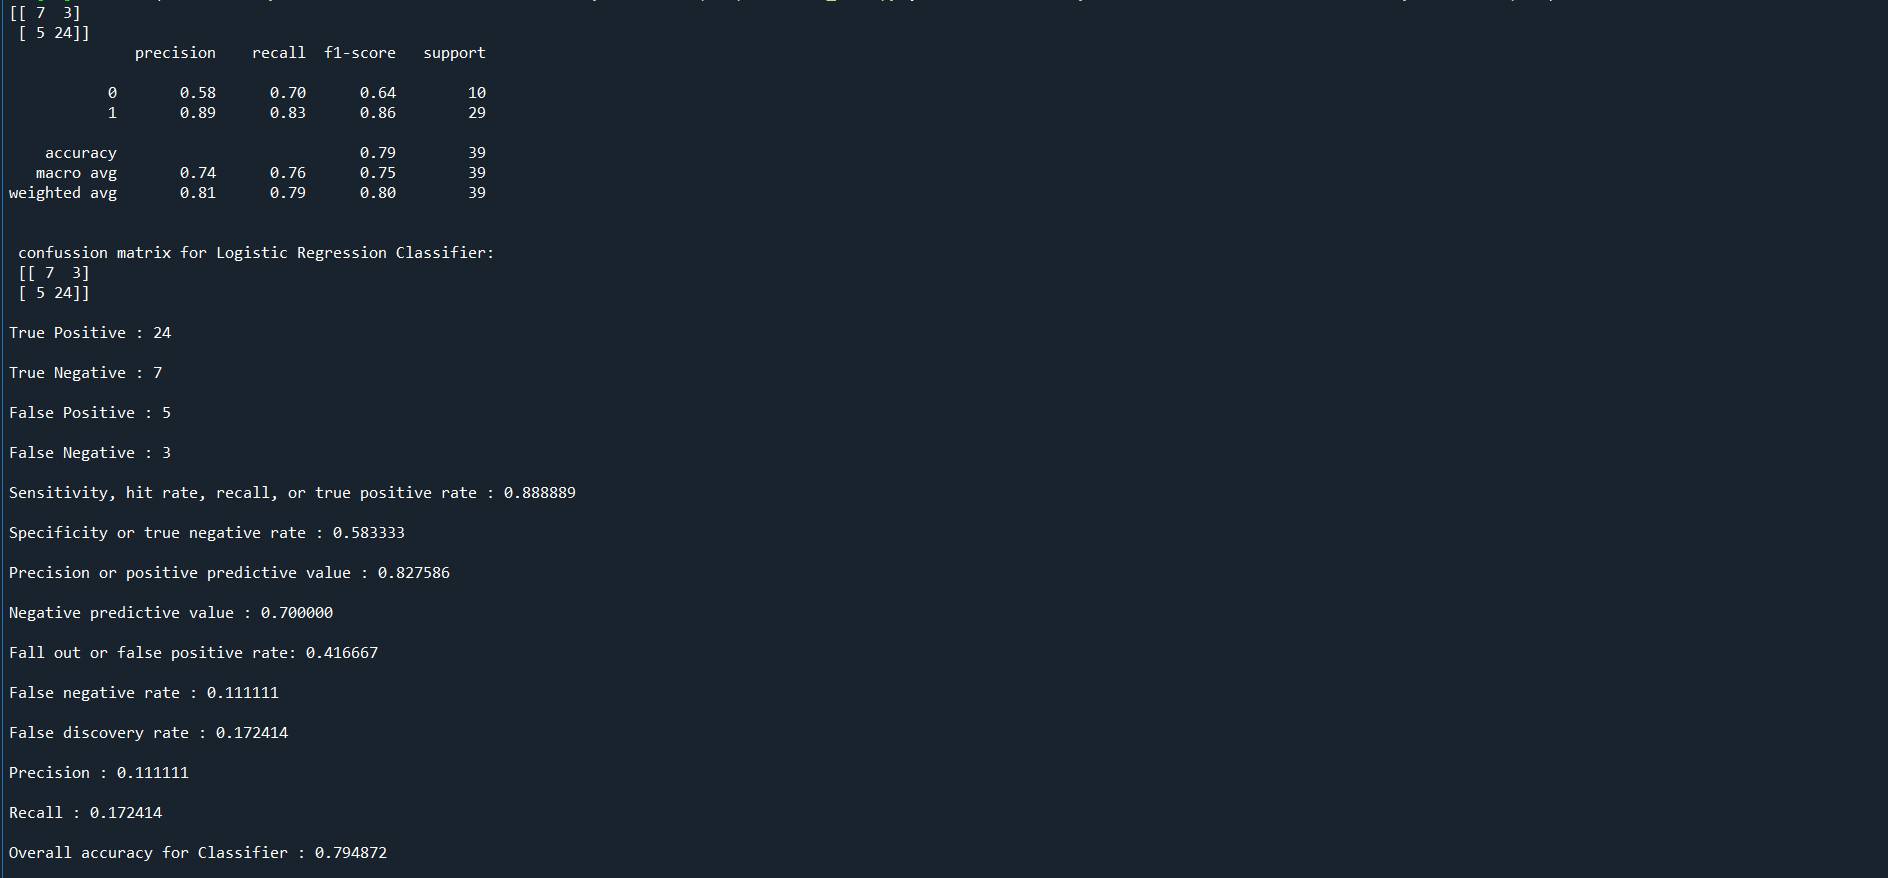 [[ 7  3]
 [ 5 24]]
              precision    recall  f1-score   support

           0       0.58      0.70      0.64        10
           1       0.89      0.83      0.86        29

    accuracy                           0.79        39
   macro avg       0.74      0.76      0.75        39
weighted avg       0.81      0.79      0.80        39

 confussion matrix for Logistic Regression Classifier:
 [[ 7  3]
 [ 5 24]]

True Positive : 24

True Negative : 7

False Positive : 5

False Negative : 3

Sensitivity, hit rate, recall, or true positive rate : 0.888889

Specificity or true negative rate : 0.583333

Precision or positive predictive value : 0.827586

Negative predictive value : 0.700000

Fall out or false positive rate: 0.416667

False negative rate : 0.111111

False discovery rate : 0.172414

Precision : 0.111111

Recall : 0.172414

Overall accuracy for Classifier : 0.794872